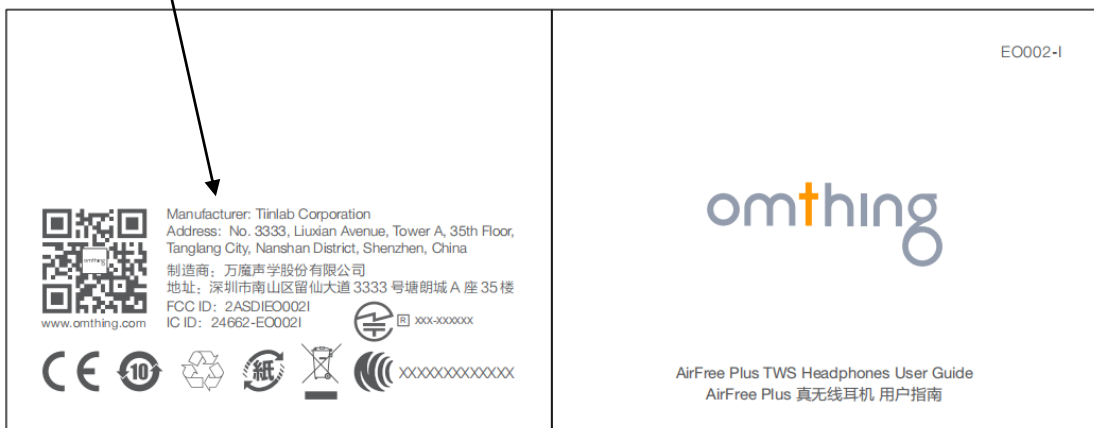 Manufacturer: Tiinlab Corporation
Address: No. 3333, Liuxian Avenue, Tower A, 35th Floor,
Tanglang City, Nanshan District, Shenzhen, China
制造商：万魔声学股份有限公司
地址：深圳市南山区留仙大道 3333 号塘朗城 A 座 35 楼
FCC ID: 2ASDIEO002I
IC ID: 24662-EO002I
R XXX-XXXXXX
omthing
www.omthing.com
CE
10
紙
XXXXXXXXXXXXX
EO002-I
omthing
AirFree Plus TWS Headphones User Guide
AirFree Plus 真无线耳机 用户指南